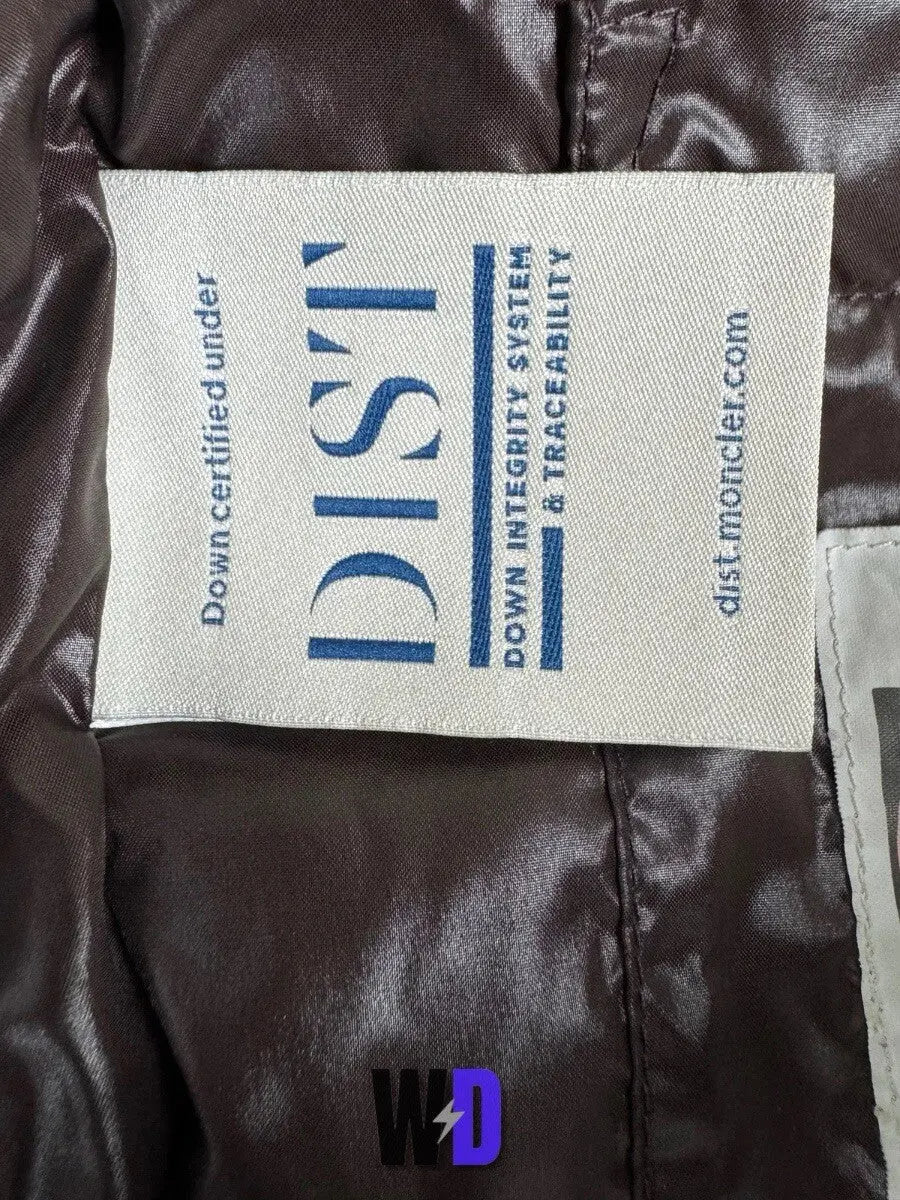 Down certified under
DIST
DOWN INTEGRITY SYSTEM
& TRACEABILITY
dist.moncler.com
WD